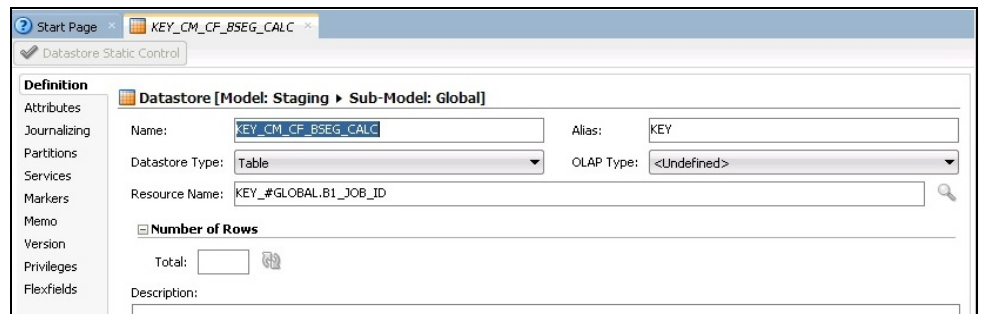 Start Page KEY_CM_CF_BSEG_CALC
Datastore Static Control
Definition
Attributes
Journalizing
Partitions
Services
Markers
Memo
Version
Privileges
Flexfields
Datastore [Model: Staging ▸ Sub-Model: Global]
Name: KEY_CM_CF_BSEG_CALC Alias: KEY
Datastore Type: Table OLAP Type: <Undefined>
Resource Name: KEY_#GLOBAL.B1_JOB_ID
Number of Rows
Total:
Description: